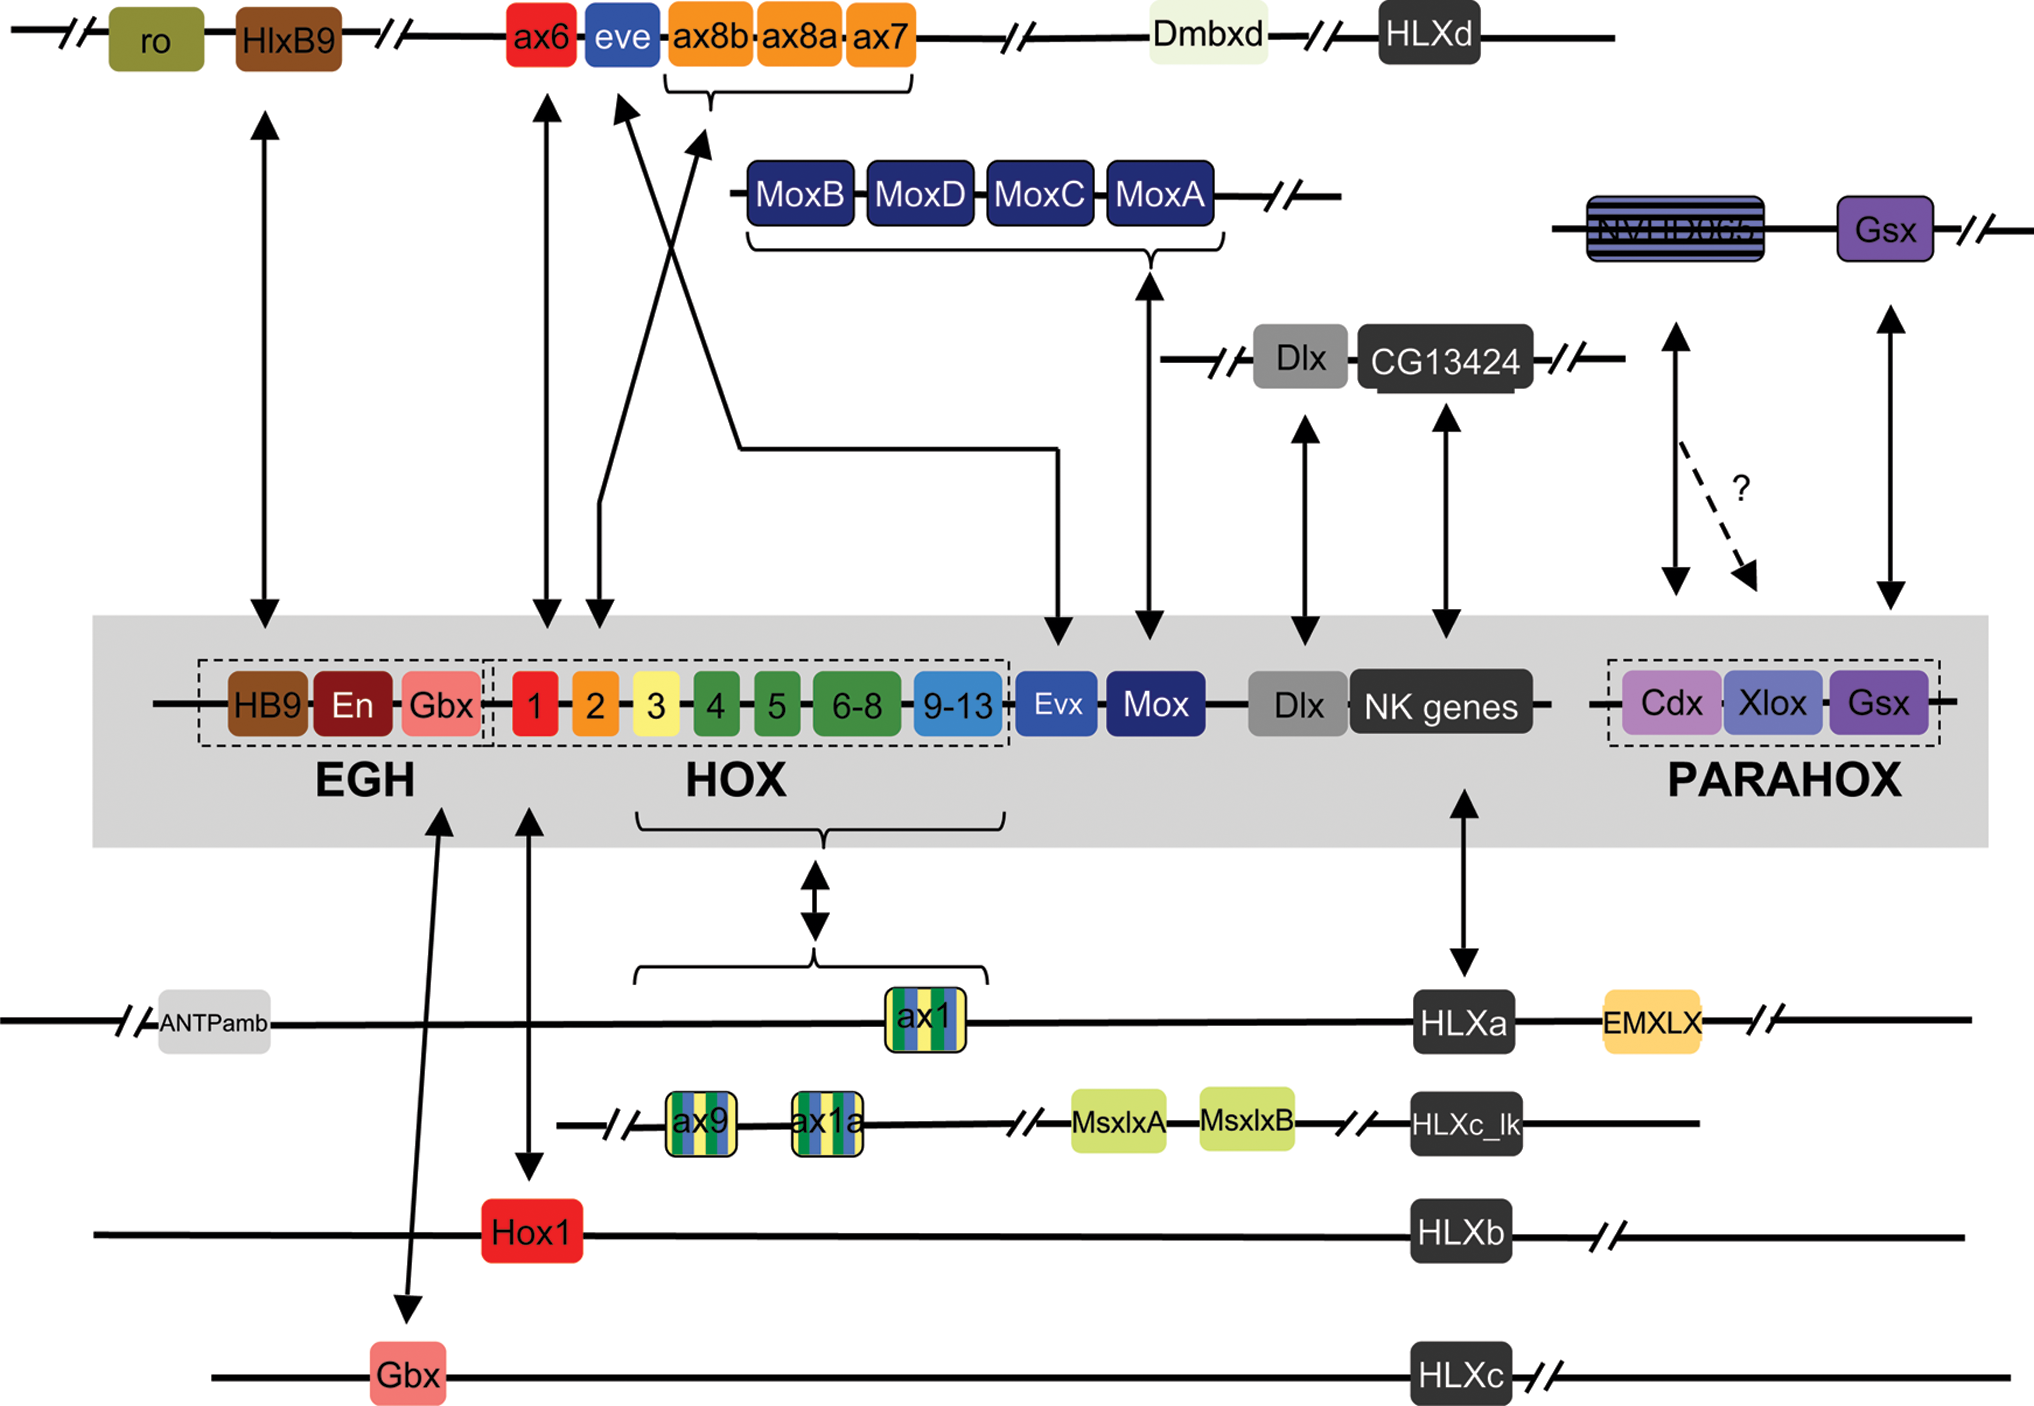 ro HlxB9 ax6 eve ax8b ax8a ax7 Dmbxd HLXd
MoxB MoxD MoxC MoxA
NVHD065 Gsx
Dlx CG13424
?
HB9 En Gbx 1 2 3 4 5 6-8 9-13 Evx Mox Dlx NK genes Cdx Xlox Gsx
EGH HOX PARAHOX
ANTPamb ax1 HLXa EMXLX
ax9 ax1a MsxlxA MsxlxB HLXc_lk
Hox1 HLXb
Gbx HLXc